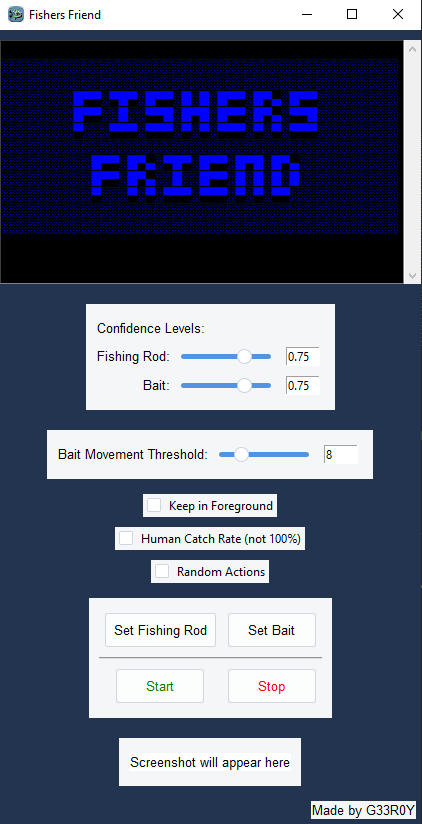 Fishers Friend
FISHERS
FRIEND
Confidence Levels:
Fishing Rod: 0.75
Bait: 0.75
Bait Movement Threshold: 8
Keep in Foreground
Human Catch Rate (not 100%)
Random Actions
Set Fishing Rod Set Bait
Start Stop
Screenshot will appear here
Made by G33R0Y